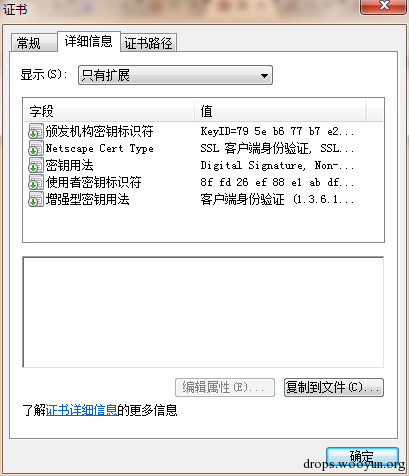 证书
常规 详细信息 证书路径
显示(S): 只有扩展
字段 值
颁发机构密钥标识符 KeyID=79 5e b6 77 b7 e2...
Netscape Cert Type SSL 客户端身份验证, SSL...
密钥用法 Digital Signature, Non-...
使用者密钥标识符 8f fd 26 ef 88 e1 ab df...
增强型密钥用法 客户端身份验证 (1.3.6.1...
编辑属性(E)... 复制到文件(C)...
了解证书详细信息的更多信息
确定
drops.wooyun.org